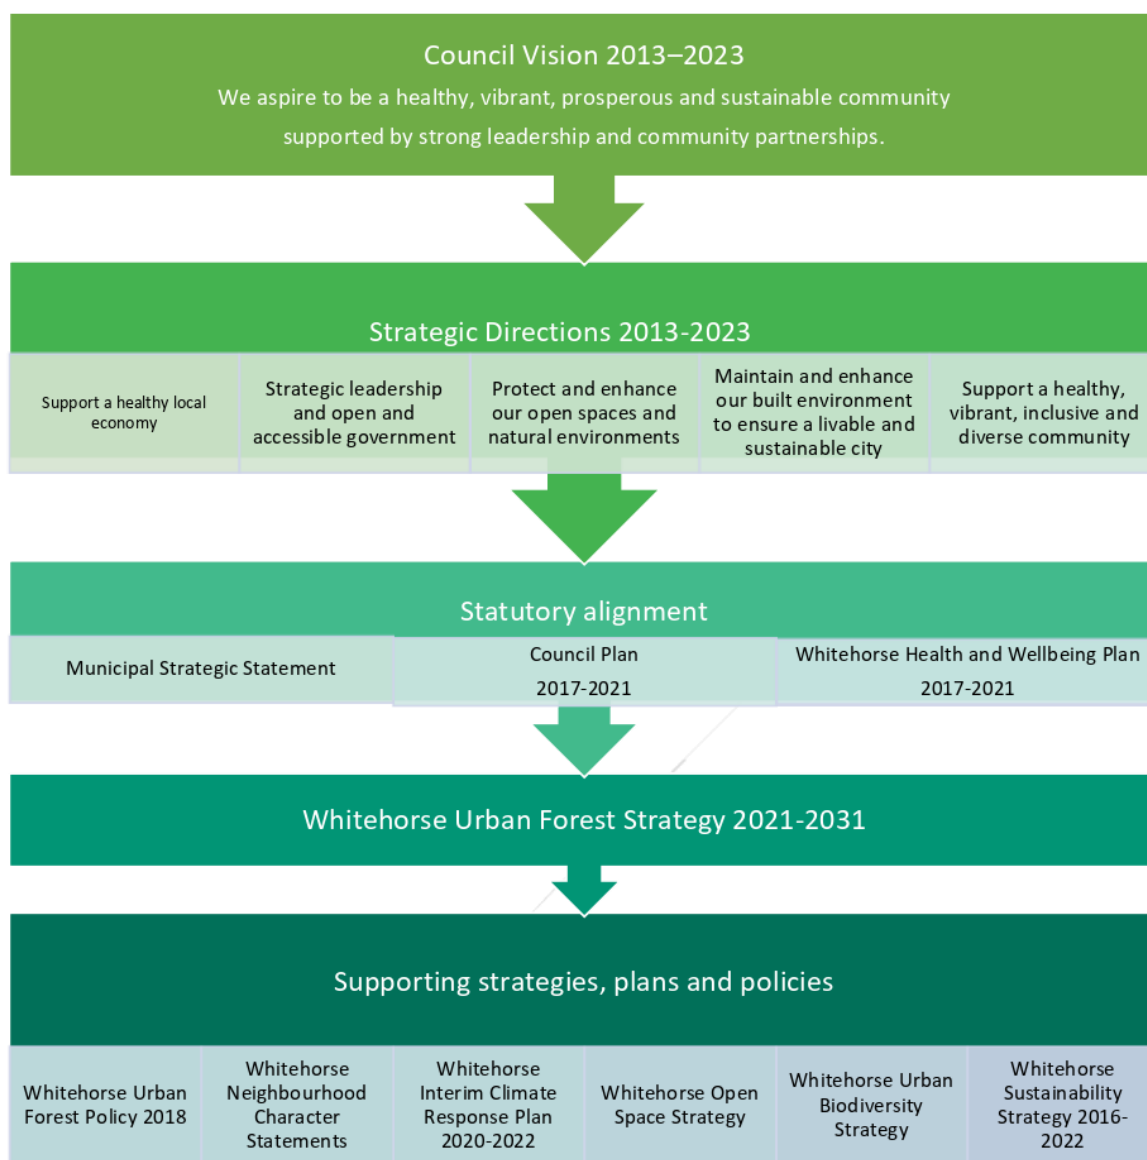 Council Vision 2013–2023
We aspire to be a healthy, vibrant, prosperous and sustainable community
supported by strong leadership and community partnerships.
Strategic Directions 2013-2023
Support a healthy local
economy
Strategic leadership
and open and
accessible government
Protect and enhance
our open spaces and
natural environments
Maintain and enhance
our built environment
to ensure a livable and
sustainable city
Support a healthy,
vibrant, inclusive and
diverse community
Statutory alignment
Municipal Strategic Statement
Council Plan
2017-2021
Whitehorse Health and Wellbeing Plan
2017-2021
Whitehorse Urban Forest Strategy 2021-2031
Supporting strategies, plans and policies
Whitehorse Urban
Forest Policy 2018
Whitehorse
Neighbourhood
Character
Statements
Whitehorse
Interim Climate
Response Plan
2020-2022
Whitehorse Open
Space Strategy
Whitehorse Urban
Biodiversity
Strategy
Whitehorse
Sustainability
Strategy 2016-
2022